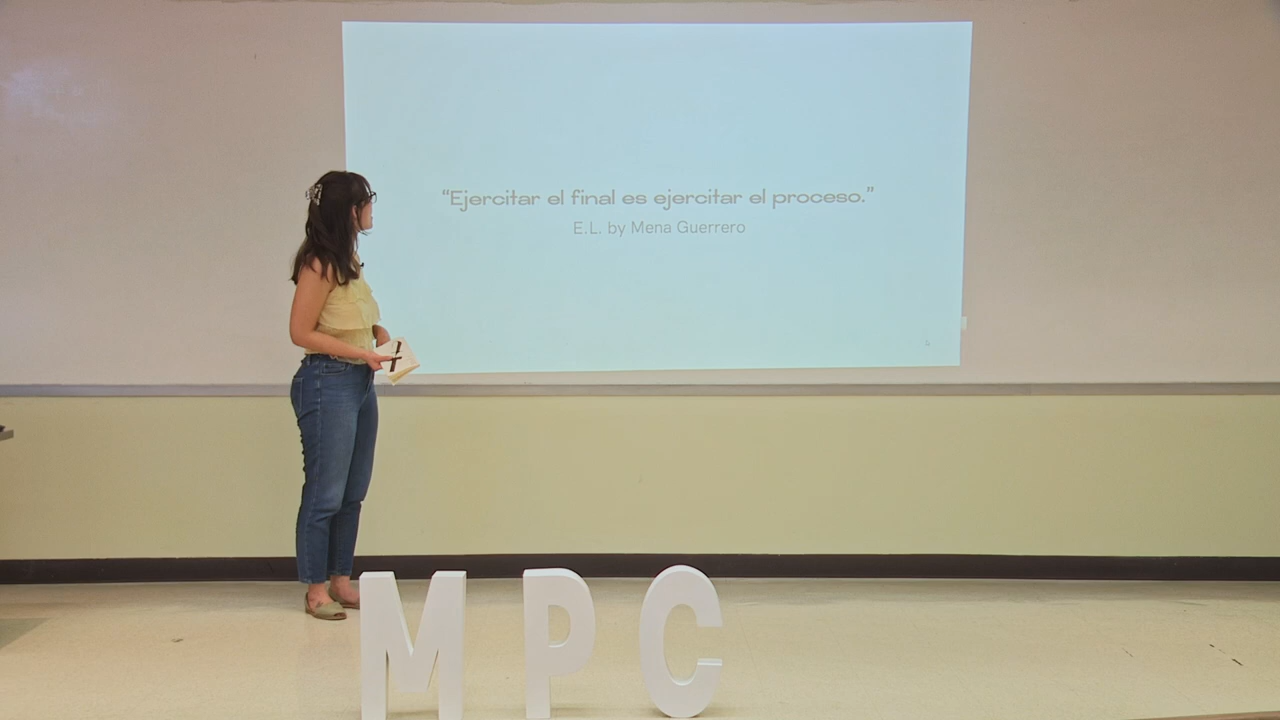 “Ejercitar el final es ejercitar el proceso.”
E.L. by Mena Guerrero
MPC